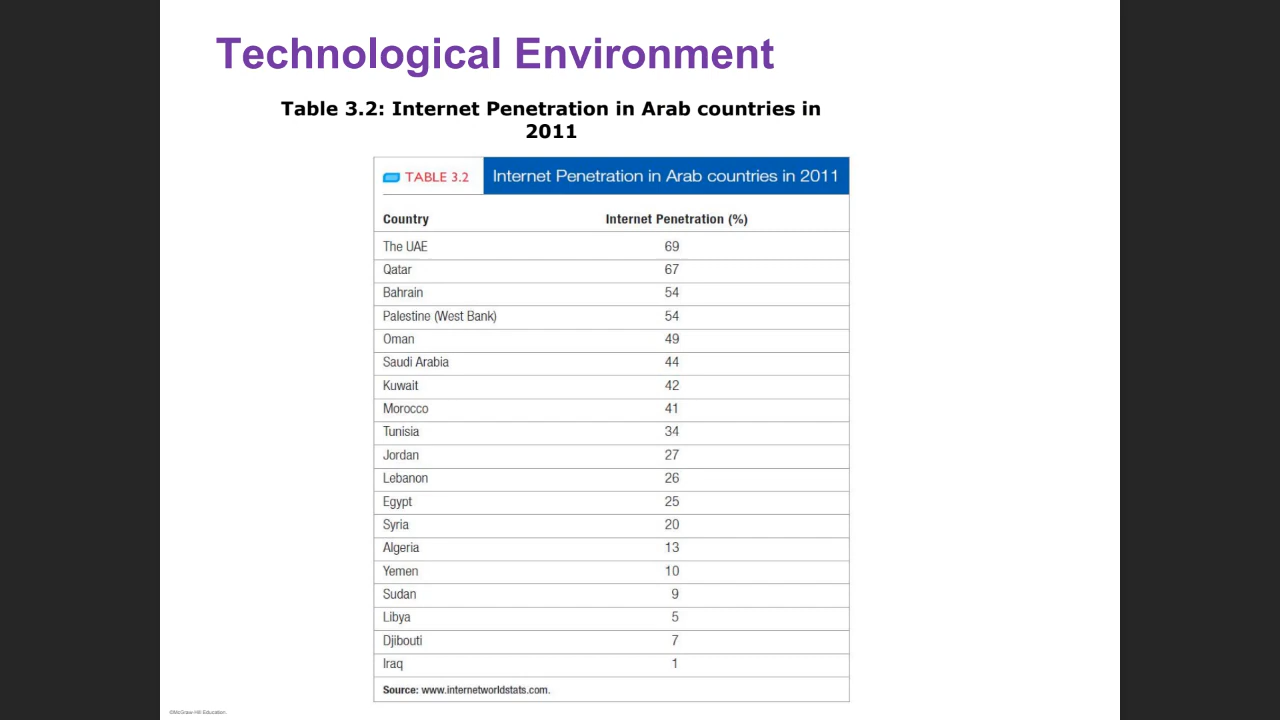 Technological Environment
Table 3.2: Internet Penetration in Arab countries in
2011
TABLE 3.2 Internet Penetration in Arab countries in 2011
Country Internet Penetration (%)
The UAE 69
Qatar 67
Bahrain 54
Palestine (West Bank) 54
Oman 49
Saudi Arabia 44
Kuwait 42
Morocco 41
Tunisia 34
Jordan 27
Lebanon 26
Egypt 25
Syria 20
Algeria 13
Yemen 10
Sudan 9
Libya 5
Djibouti 7
Iraq 1
Source: www.internetworldstats.com.
©McGraw-Hill Education.